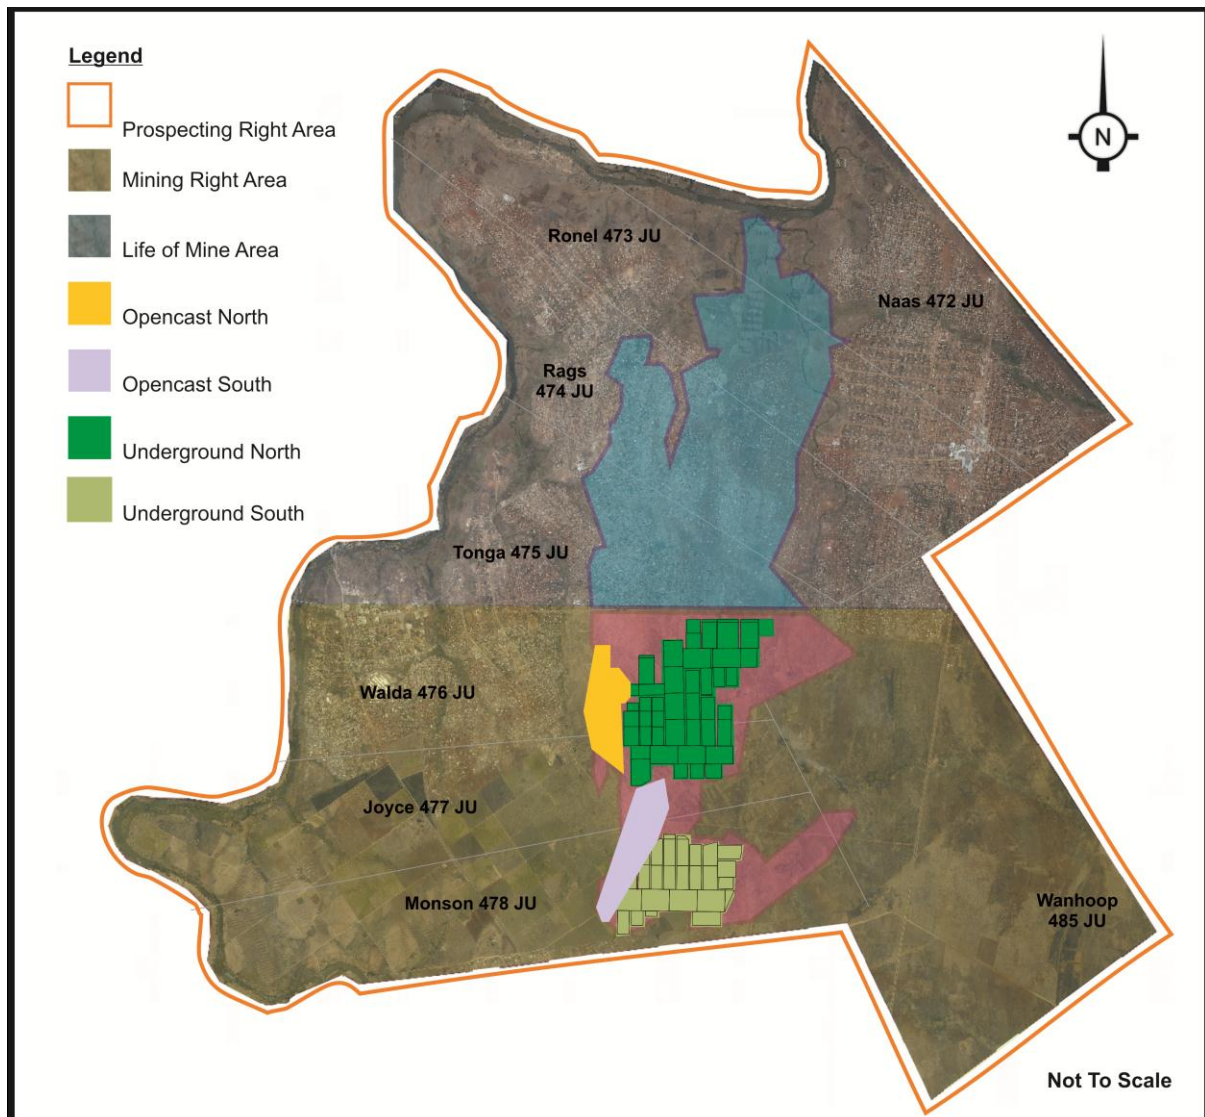 Legend
Prospecting Right Area
Mining Right Area
Life of Mine Area
Opencast North
Opencast South
Underground North
Underground South
N
Ronel 473 JU
Naas 472 JU
Rags
474 JU
Tonga 475 JU
Walda 476 JU
Joyce 477 JU
Monson 478 JU
Wanhoop
485 JU
Not To Scale